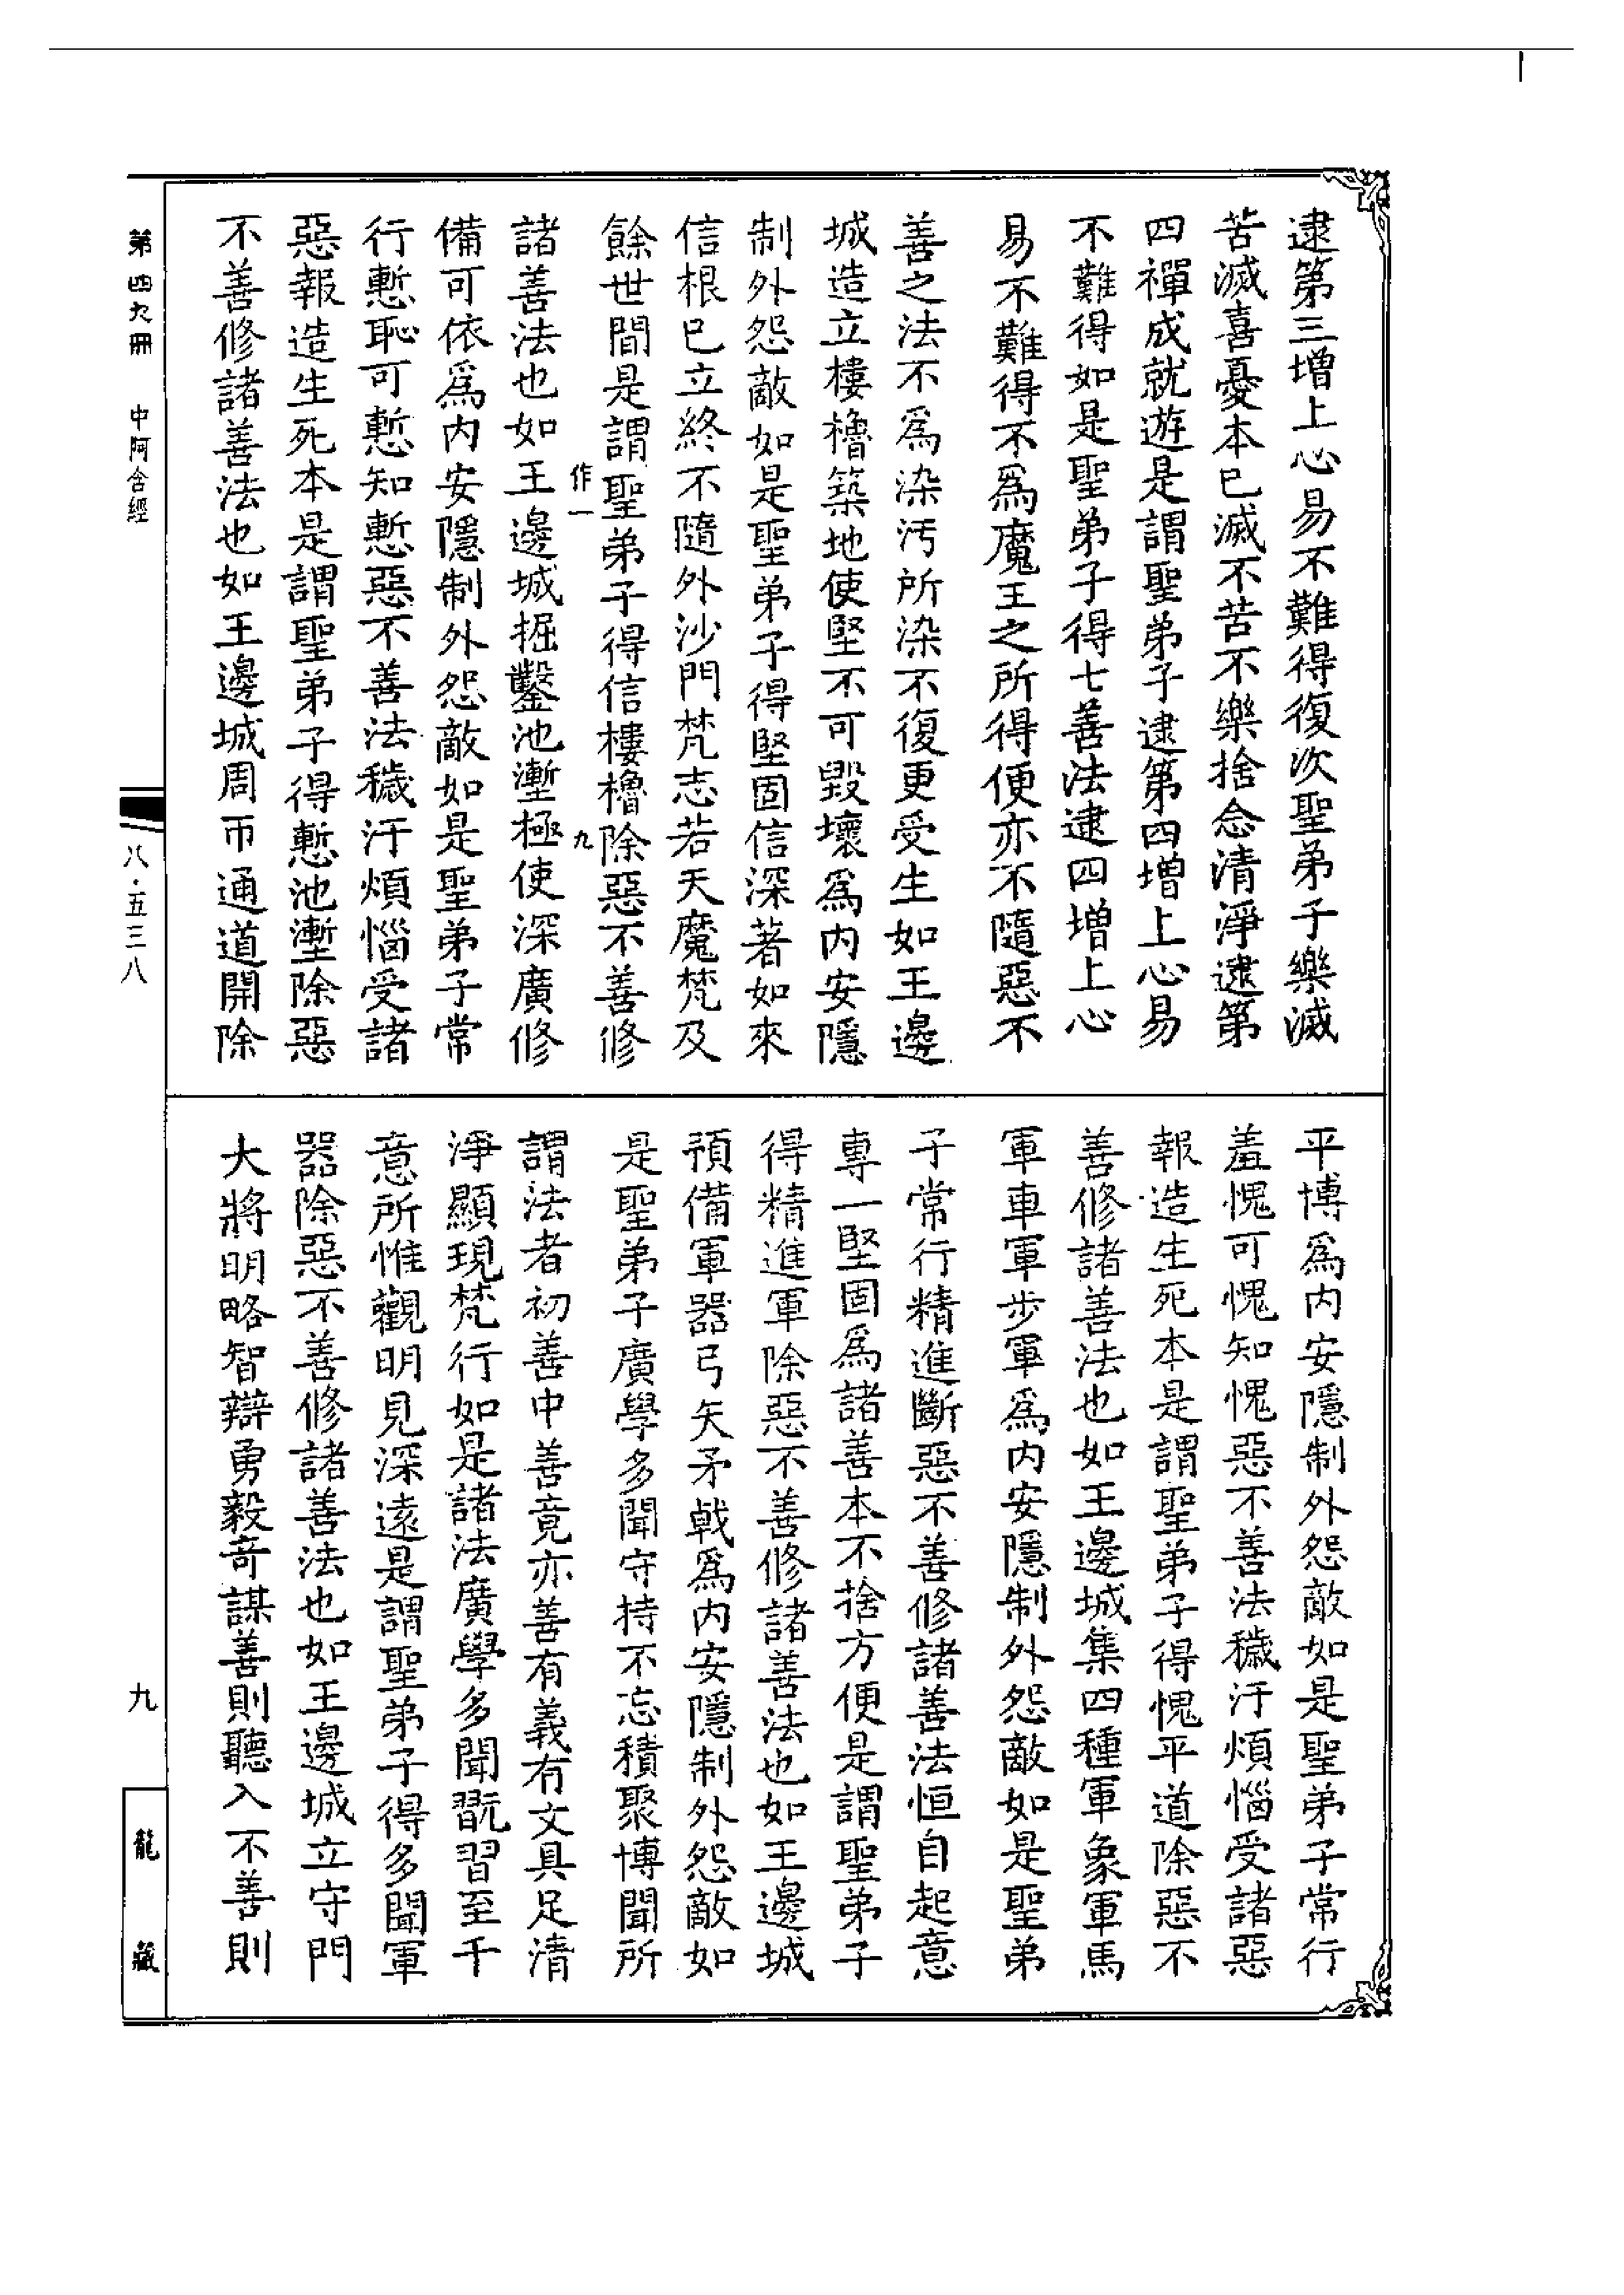 逮第三增上心易不難得復次聖弟子樂滅
苦滅喜憂本已滅不苦不樂捨念清淨逮第
四禪成就遊是謂聖弟子逮第四增上心易
不難得如是聖弟子得七善法逮四增上心
易不難得不爲魔王之所得便亦不隨惡不
善之法不爲染汚所染不復更受生如王邊
城造立樓櫓築地使堅不可毀壞爲内安隱
制外怨敵如是聖弟子得堅固信深著如來
信根已立終不隨外沙門梵志若天魔梵及
餘世間是謂聖弟子得信樓櫓除惡不善修
作一
九
諸善法也如王邊城掘鑿池壍極使深廣修
備可依爲内安隱制外怨敵如是聖弟子常
行慙恥可慙知慙惡不善法穢汙煩惱受諸
惡報造生死本是謂聖弟子得慙池壍除惡
不善修諸善法也如王邊城周帀通道開除
平博爲内安隱制外怨敵如是聖弟子常行
羞愧可愧知愧惡不善法穢汙煩惱受諸惡
報造生死本是謂聖弟子得愧平道除惡不
善修諸善法也如王邊城集四種軍象軍馬
軍車軍步軍爲内安隱制外怨敵如是聖弟
子常行精進斷惡不善修諸善法恒自起意
專一堅固爲諸善本不捨方便是謂聖弟子
得精進軍除惡不善修諸善法也如王邊城
預備軍器弓矢矛戟爲内安隱制外怨敵如
是聖弟子廣學多聞守持不忘積聚博聞所
謂法者初善中善竟亦善有義有文具足清
淨顯現梵行如是諸法廣學多聞翫習至千
意所惟觀明見深遠是謂聖弟子得多聞軍
器除惡不善修諸善法也如王邊城立守門
大將明略智辯勇毅奇謀善則聽入不善則
第四九冊 中阿含經
八·五三八
九
龍藏